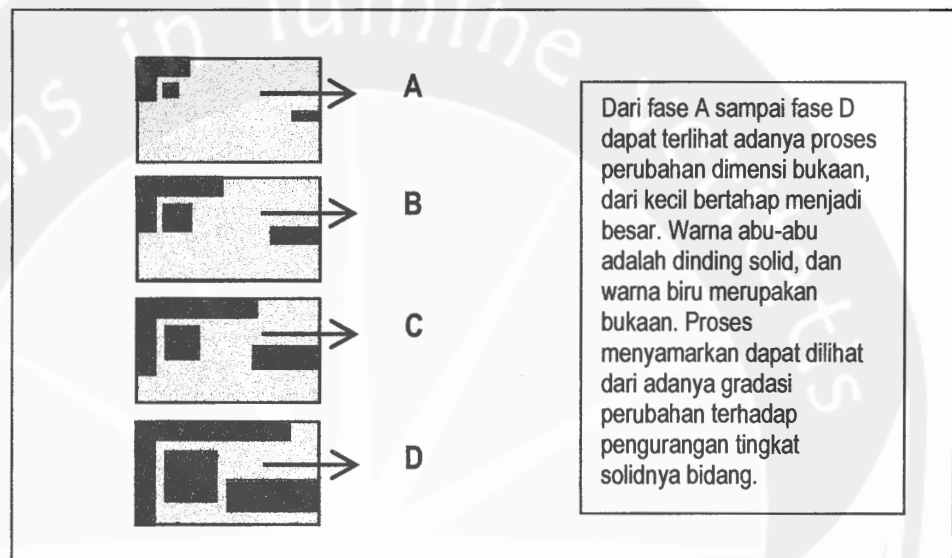 A
B
C
D
Dari fase A sampai fase D
dapat terlihat adanya proses
perubahan dimensi bukaan,
dari kecil bertahap menjadi
besar. Warna abu-abu
adalah dinding solid, dan
warna biru merupakan
bukaan. Proses
menyamarkan dapat dilihat
dari adanya gradasi
perubahan terhadap
pengurangan tingkat
solidnya bidang.
in lumine